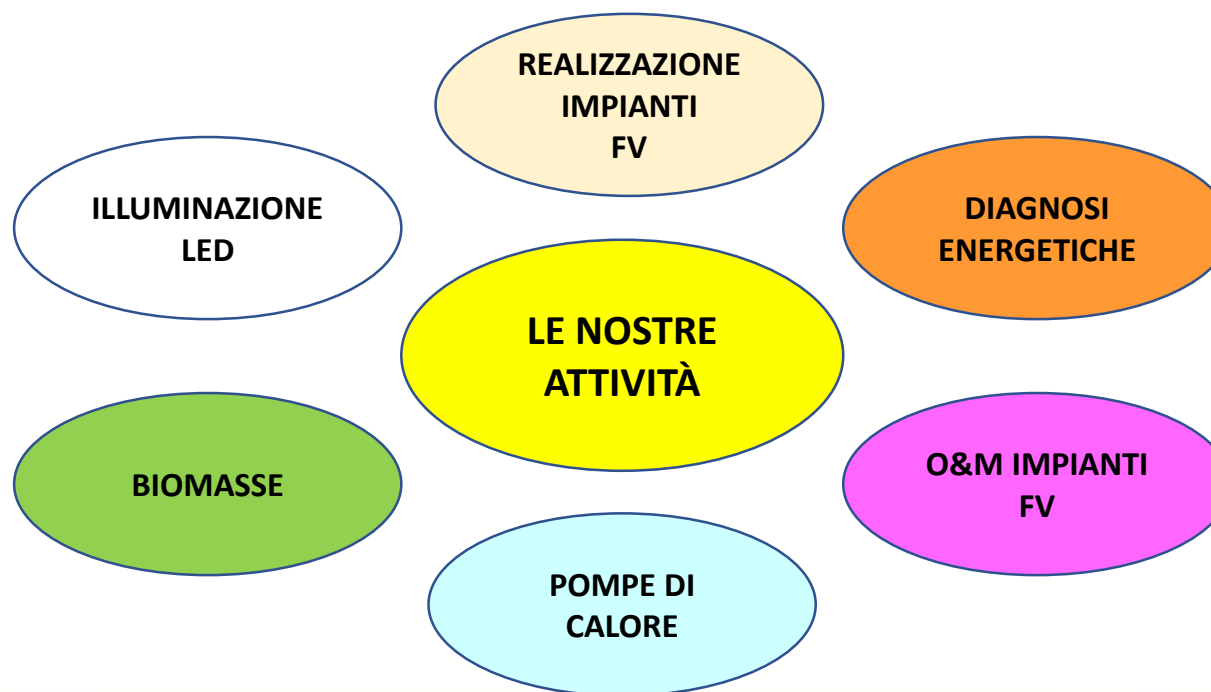 REALIZZAZIONE
IMPIANTI
FV
ILLUMINAZIONE
LED
DIAGNOSI
ENERGETICHE
LE NOSTRE
ATTIVITÀ
BIOMASSE
O&M IMPIANTI
FV
POMPE DI
CALORE